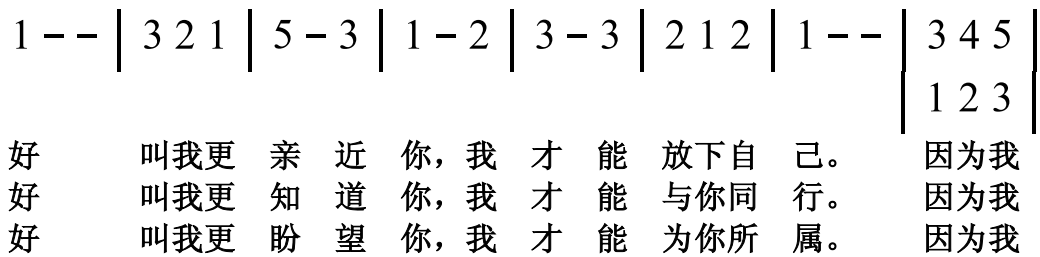 1 - - | 3 2 1 | 5 - 3 | 1 - 2 | 3 - 3 | 2 1 2 | 1 - - | 3 4 5 |
| 1 2 3 |
好 叫我更 亲 近 你，我 才 能 放下自 己。 因为我
好 叫我更 知 道 你，我 才 能 与你同 行。 因为我
好 叫我更 盼 望 你，我 才 能 为你所 属。 因为我